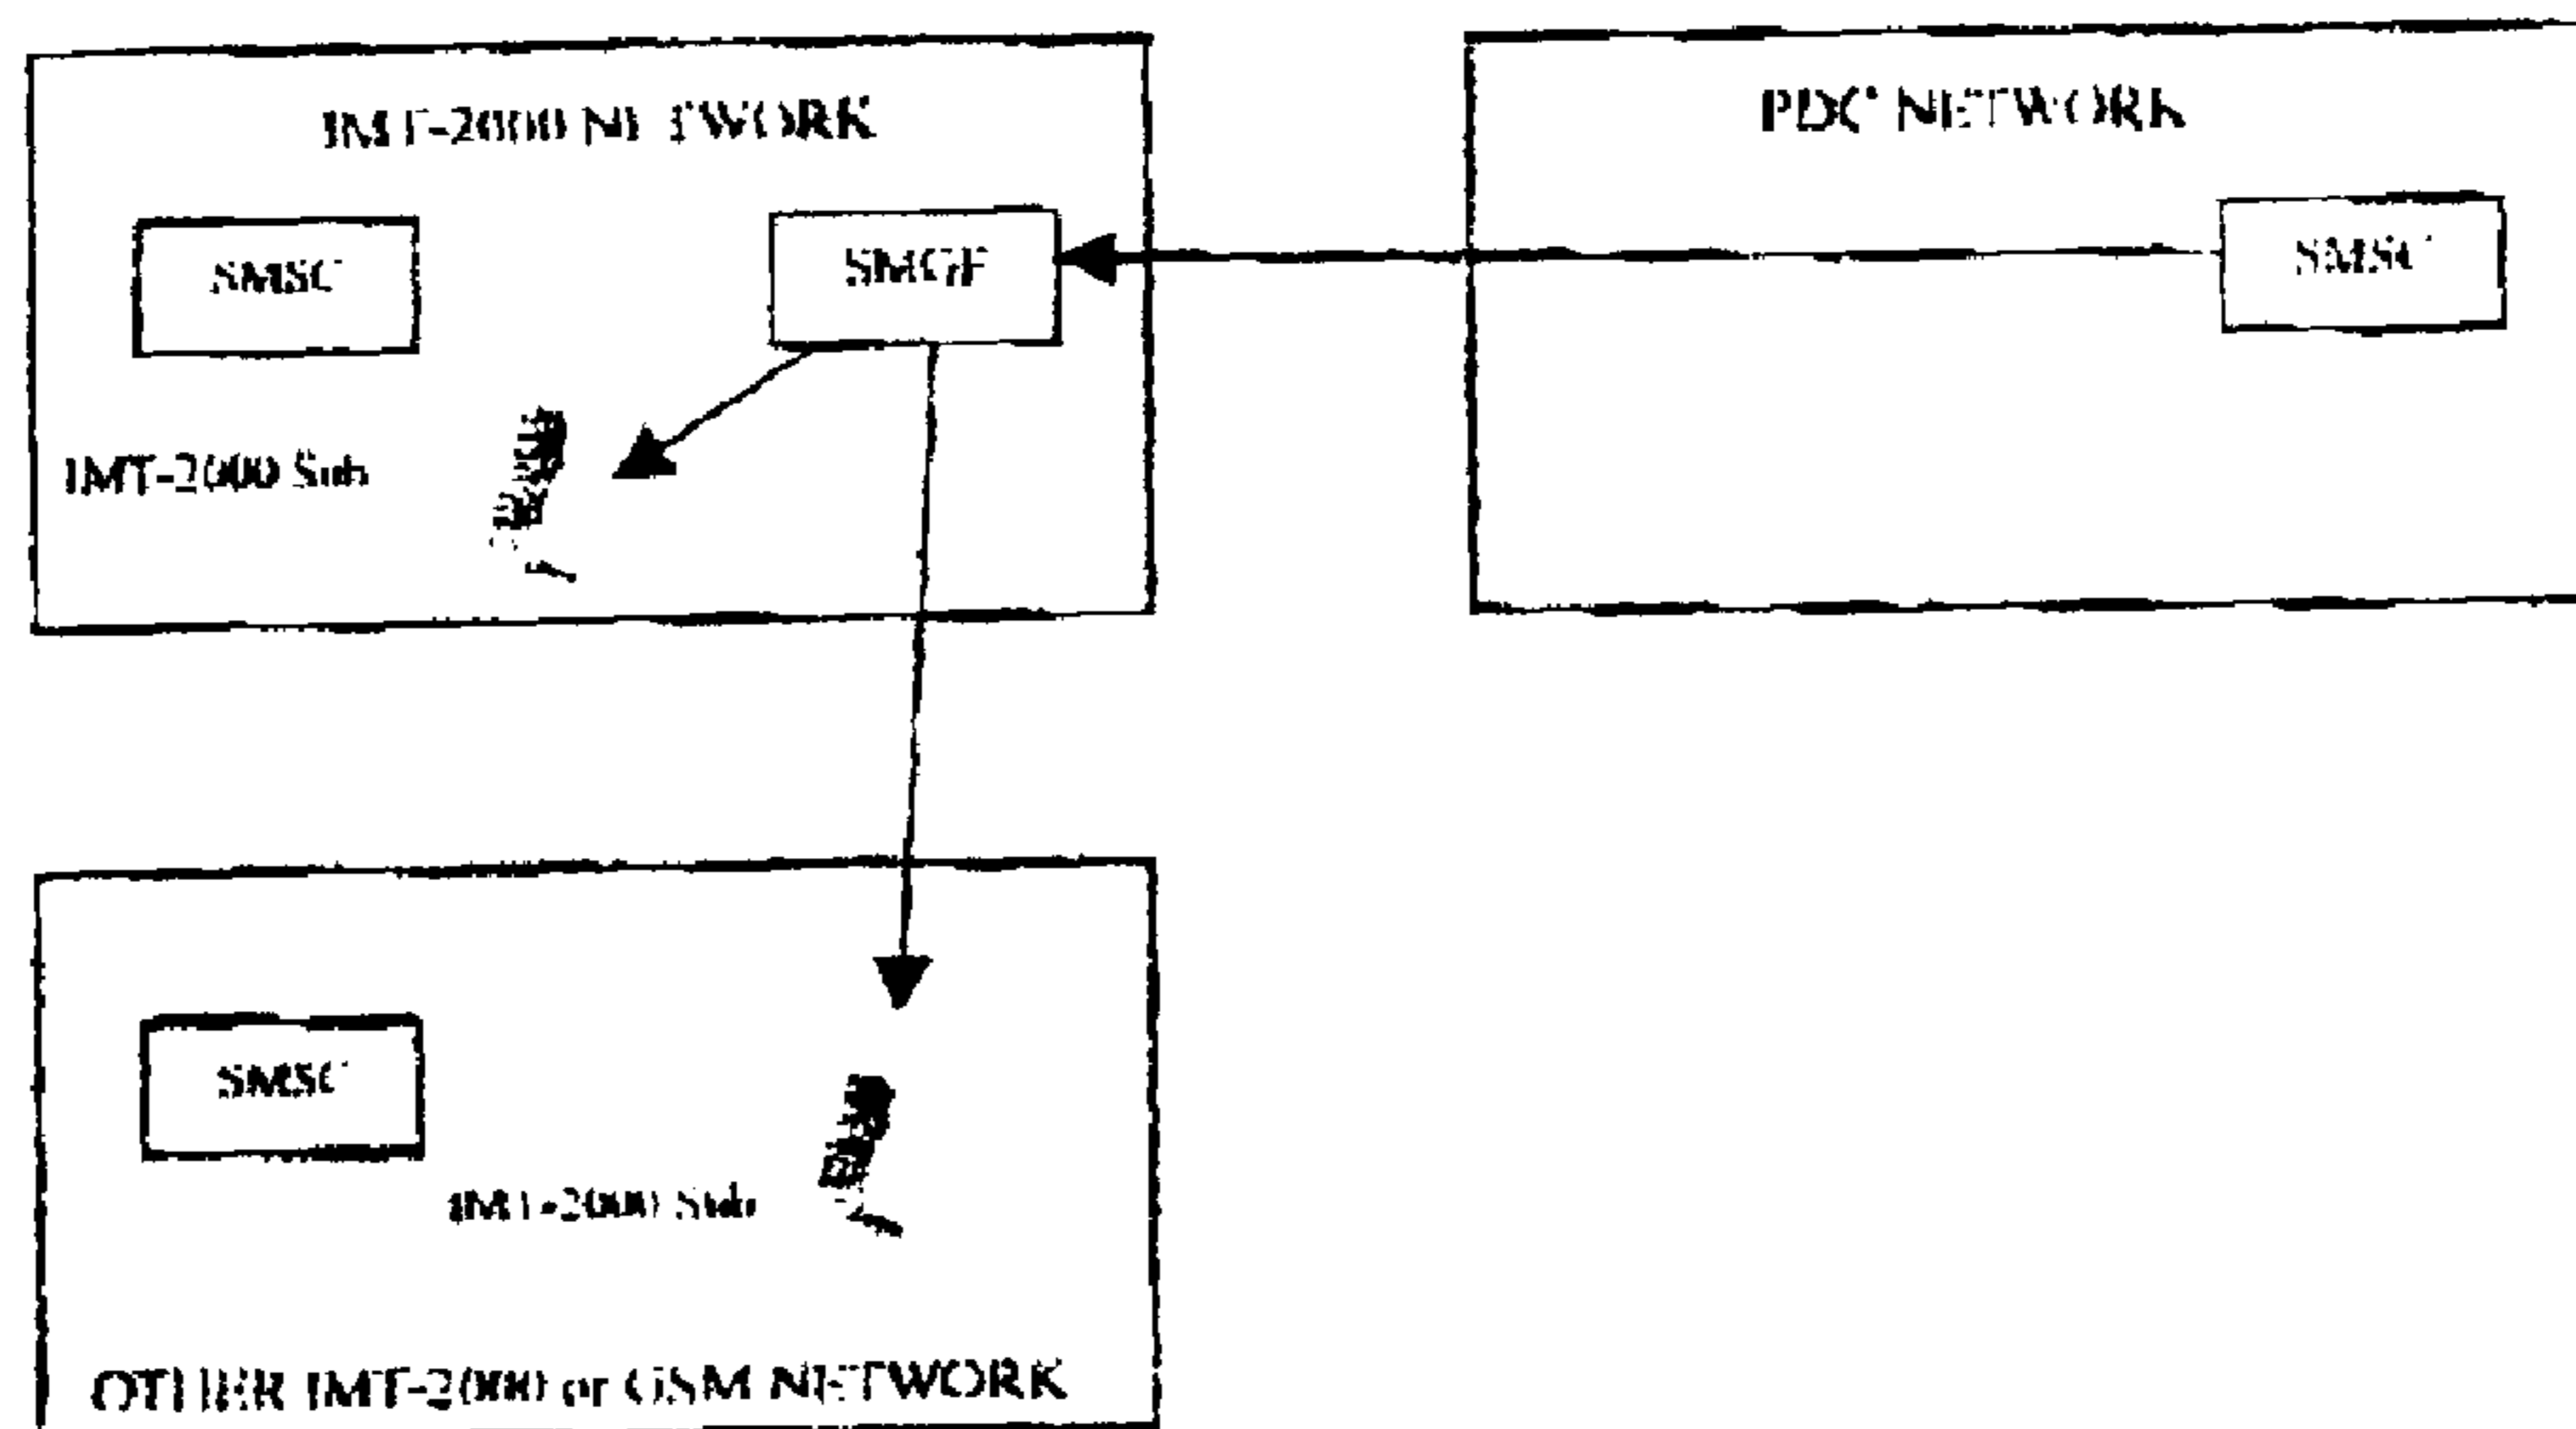 IMT-2000 NETWORK
SMSC
SMGF
IMT-2000 Sub
PDC NETWORK
SMSC
SMSC
IMT-2000 Sub
OTHER IMT-2000 or GSM NETWORK